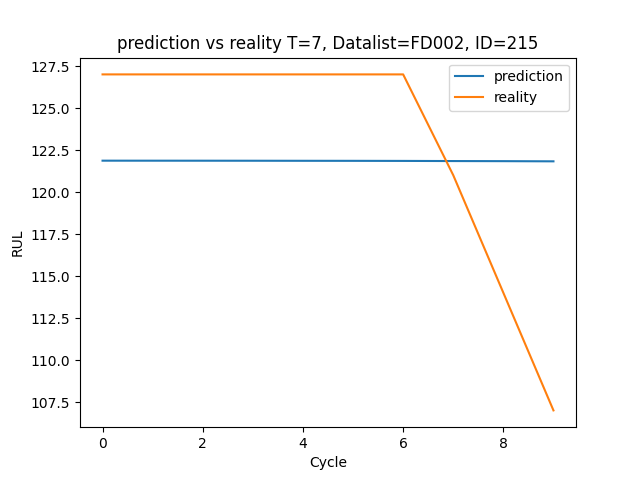 prediction vs reality T=7, Datalist=FD002, ID=215
prediction
reality
127.5
125.0
122.5
120.0
117.5
115.0
112.5
110.0
107.5
RUL
0 2 4 6 8
Cycle